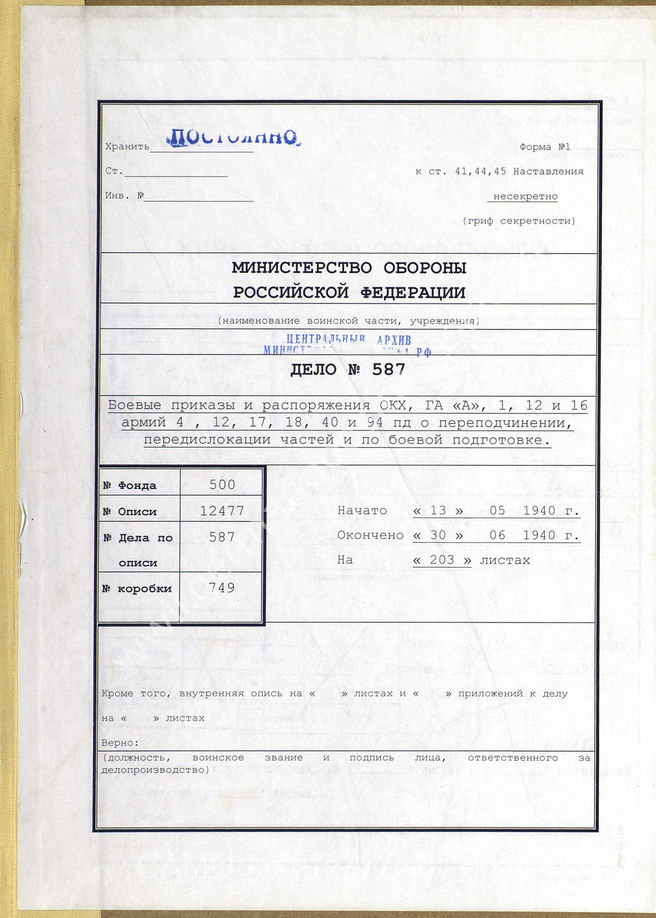 Хранить ПОСТОЯННО
Форма №1
Ст.
к ст. 41,44,45 Наставления
Инв. №
несекретно
(гриф секретности)
МИНИСТЕРСТВО ОБОРОНЫ
РОССИЙСКОЙ ФЕДЕРАЦИИ
(наименование воинской части, учреждения)
ЦЕНТРАЛЬНЫЙ АРХИВ
РФ
ДЕЛО № 587
Боевые приказы и распоряжения ОКХ, ГА «А», 1, 12 и 16
армий 4 , 12, 17, 18, 40 и 94 пд о переподчинении,
передислокации частей и по боевой подготовке.
№ Фонда 500
№ Описи 12477
№ Дела по 587
описи
№ коробки 749
Начато « 13 » 05 1940 г.
Окончено « 30 » 06 1940 г.
На « 203 » листах
Кроме того, внутренняя опись на « » листах и « » приложений к делу
на « » листах
Верно:
(должность, воинское звание и подпись лица, ответственного за
делопроизводство)